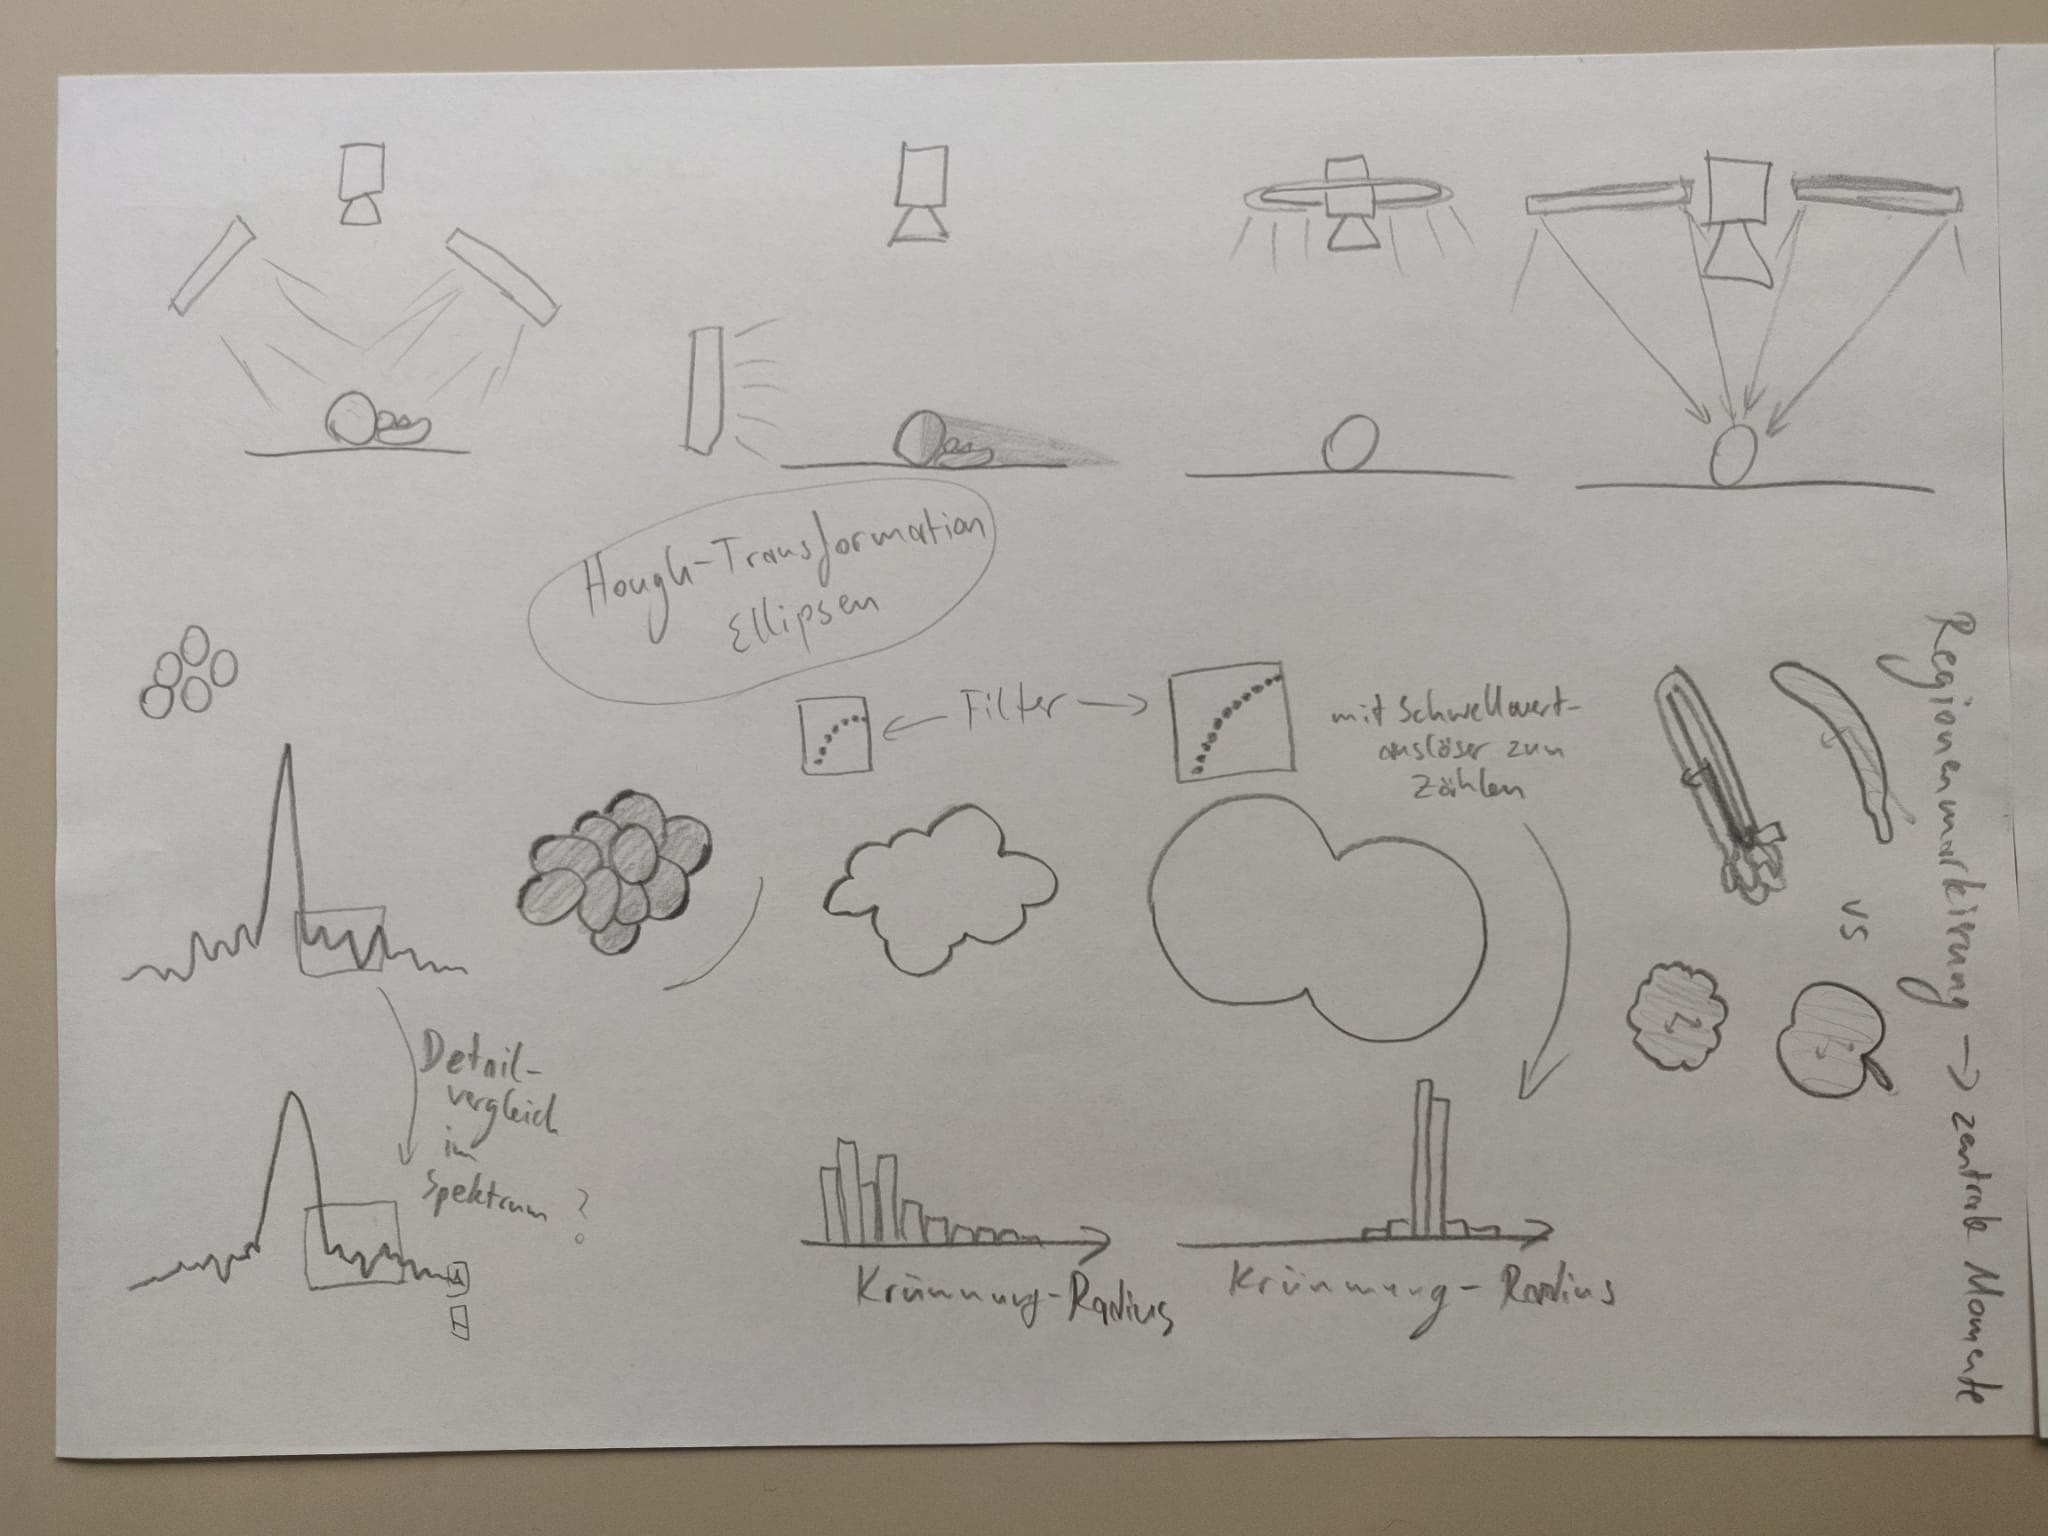 Hough-Transformation
Ellipsen
Filter
mit Schwellwert-
auslöser zum
Zählen
Regionenmarkierung → zentrale Momente
vs
Detail-
vergleich
im
Spektrum ?
Krümmung-Radius
Krümmung-Radius